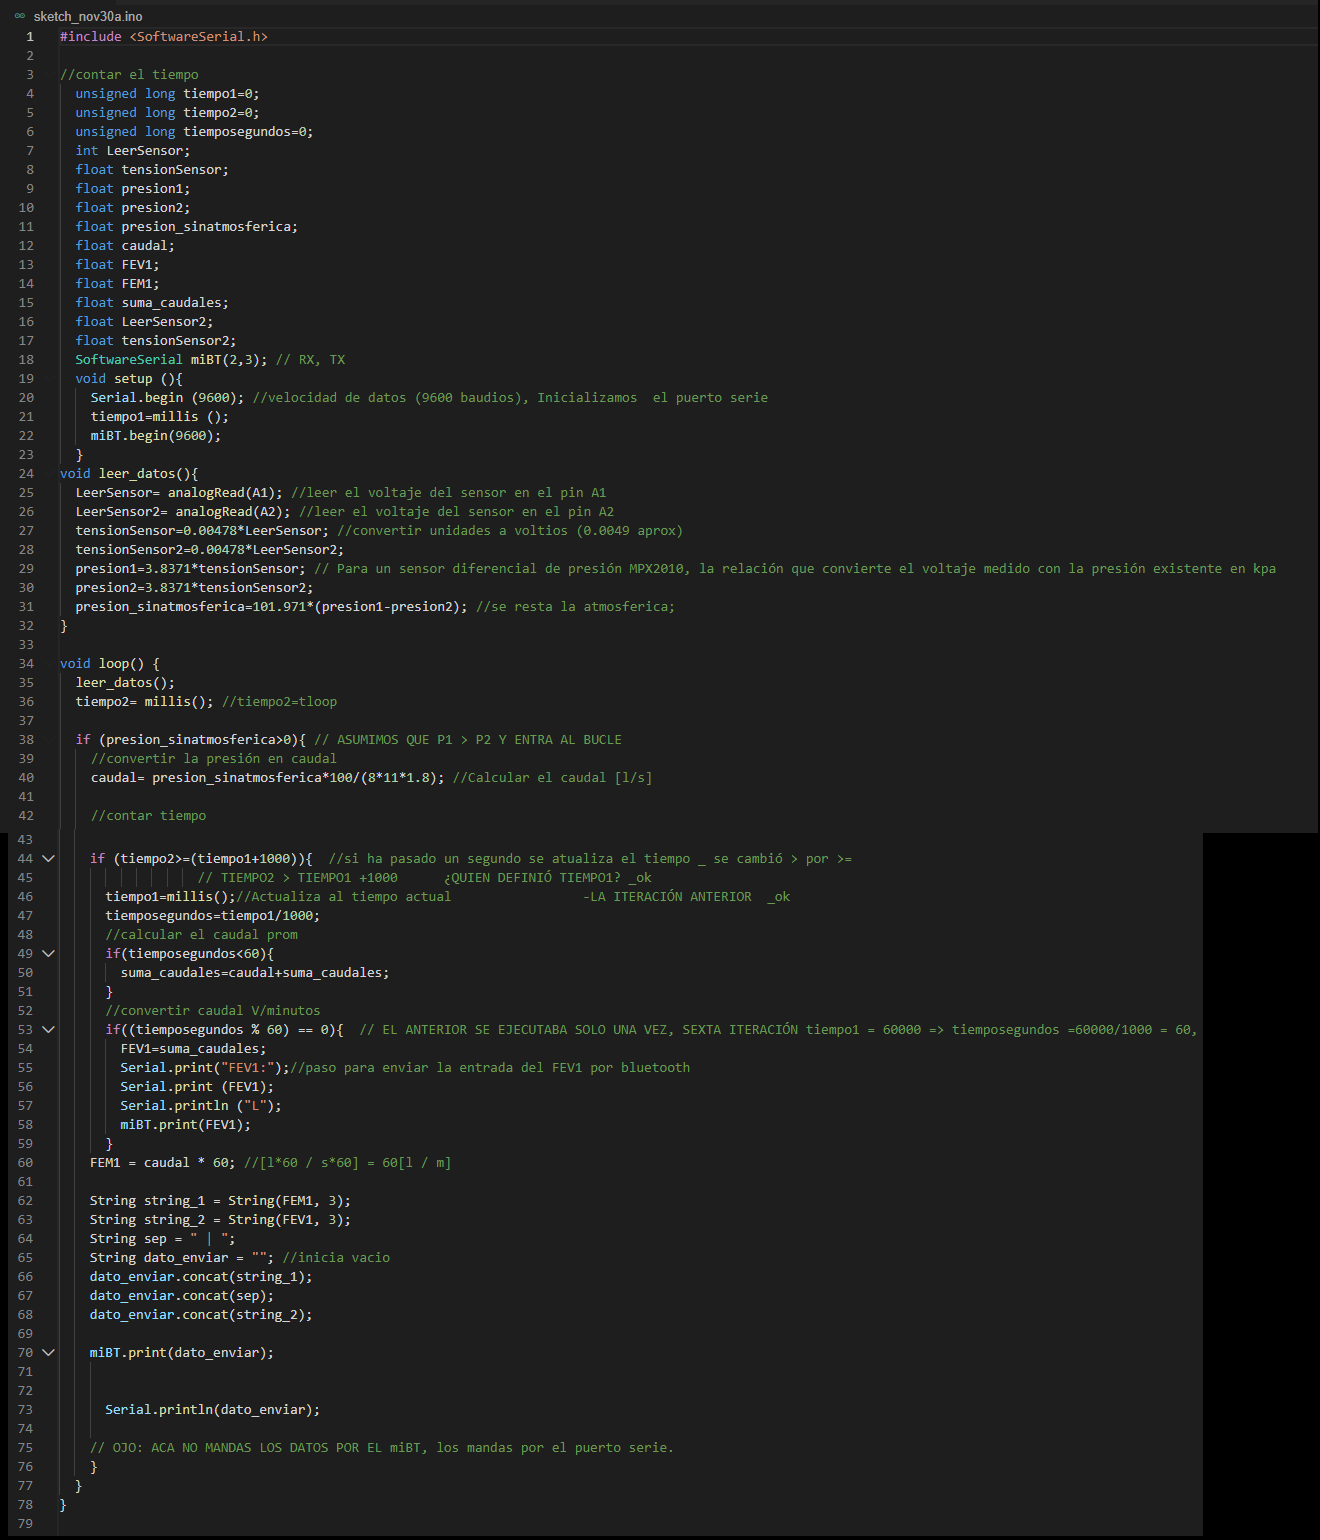 sketch_nov30a.ino
1 #include <SoftwareSerial.h>
2
3 //contar el tiempo
4 unsigned long tiempo1=0;
5 unsigned long tiempo2=0;
6 unsigned long tiemposegundos=0;
7 int LeerSensor;
8 float tensionSensor;
9 float presion1;
10 float presion2;
11 float presion_sinatmosferica;
12 float caudal;
13 float FEV1;
14 float FEM1;
15 float suma_caudales;
16 float LeerSensor2;
17 float tensionSensor2;
18 SoftwareSerial miBT(2,3); // RX, TX
19 void setup (){
20 Serial.begin (9600); //velocidad de datos (9600 baudios), Inicializamos  el puerto serie
21 tiempo1=millis ();
22 miBT.begin(9600);
23 }
24 void leer_datos(){
25 LeerSensor= analogRead(A1); //leer el voltaje del sensor en el pin A1
26 LeerSensor2= analogRead(A2); //leer el voltaje del sensor en el pin A2
27 tensionSensor=0.00478*LeerSensor; //convertir unidades a voltios (0.0049 aprox)
28 tensionSensor2=0.00478*LeerSensor2;
29 presion1=3.8371*tensionSensor; // Para un sensor diferencial de presión MPX2010, la relación que convierte el voltaje medido con la presión existente en kpa
30 presion2=3.8371*tensionSensor2;
31 presion_sinatmosferica=101.971*(presion1-presion2); //se resta la atmosferica;
32 }
33
34 void loop() {
35 leer_datos();
36 tiempo2= millis(); //tiempo2=tloop
37
38 if (presion_sinatmosferica>0){ // ASUMIMOS QUE P1 > P2 Y ENTRA AL BUCLE
39 //convertir la presión en caudal
40 caudal= presion_sinatmosferica*100/(8*11*1.8); //Calcular el caudal [l/s]
41
42 //contar tiempo
43
44 if (tiempo2>=(tiempo1+1000)){  //si ha pasado un segundo se atualiza el tiempo _ se cambió > por >=
45 // TIEMPO2 > TIEMPO1 +1000      ¿QUIEN DEFINIÓ TIEMPO1? _ok
46 tiempo1=millis();//Actualiza al tiempo actual                 -LA ITERACIÓN ANTERIOR  _ok
47 tiemposegundos=tiempo1/1000;
48 //calcular el caudal prom
49 if(tiemposegundos<60){
50 suma_caudales=caudal+suma_caudales;
51 }
52 //convertir caudal V/minutos
53 if((tiemposegundos % 60) == 0){  // EL ANTERIOR SE EJECUTABA SOLO UNA VEZ, SEXTA ITERACIÓN tiempo1 = 60000 => tiemposegundos =60000/1000 = 60,
54 FEV1=suma_caudales;
55 Serial.print("FEV1:");//paso para enviar la entrada del FEV1 por bluetooth
56 Serial.print (FEV1);
57 Serial.println ("L");
58 miBT.print(FEV1);
59 }
60 FEM1 = caudal * 60; //[l*60 / s*60] = 60[l / m]
61
62 String string_1 = String(FEM1, 3);
63 String string_2 = String(FEV1, 3);
64 String sep = " | ";
65 String dato_enviar = ""; //inicia vacio
66 dato_enviar.concat(string_1);
67 dato_enviar.concat(sep);
68 dato_enviar.concat(string_2);
69
70 miBT.print(dato_enviar);
71
72
73 Serial.println(dato_enviar);
74
75 // OJO: ACA NO MANDAS LOS DATOS POR EL miBT, los mandas por el puerto serie.
76 }
77 }
78 }
79